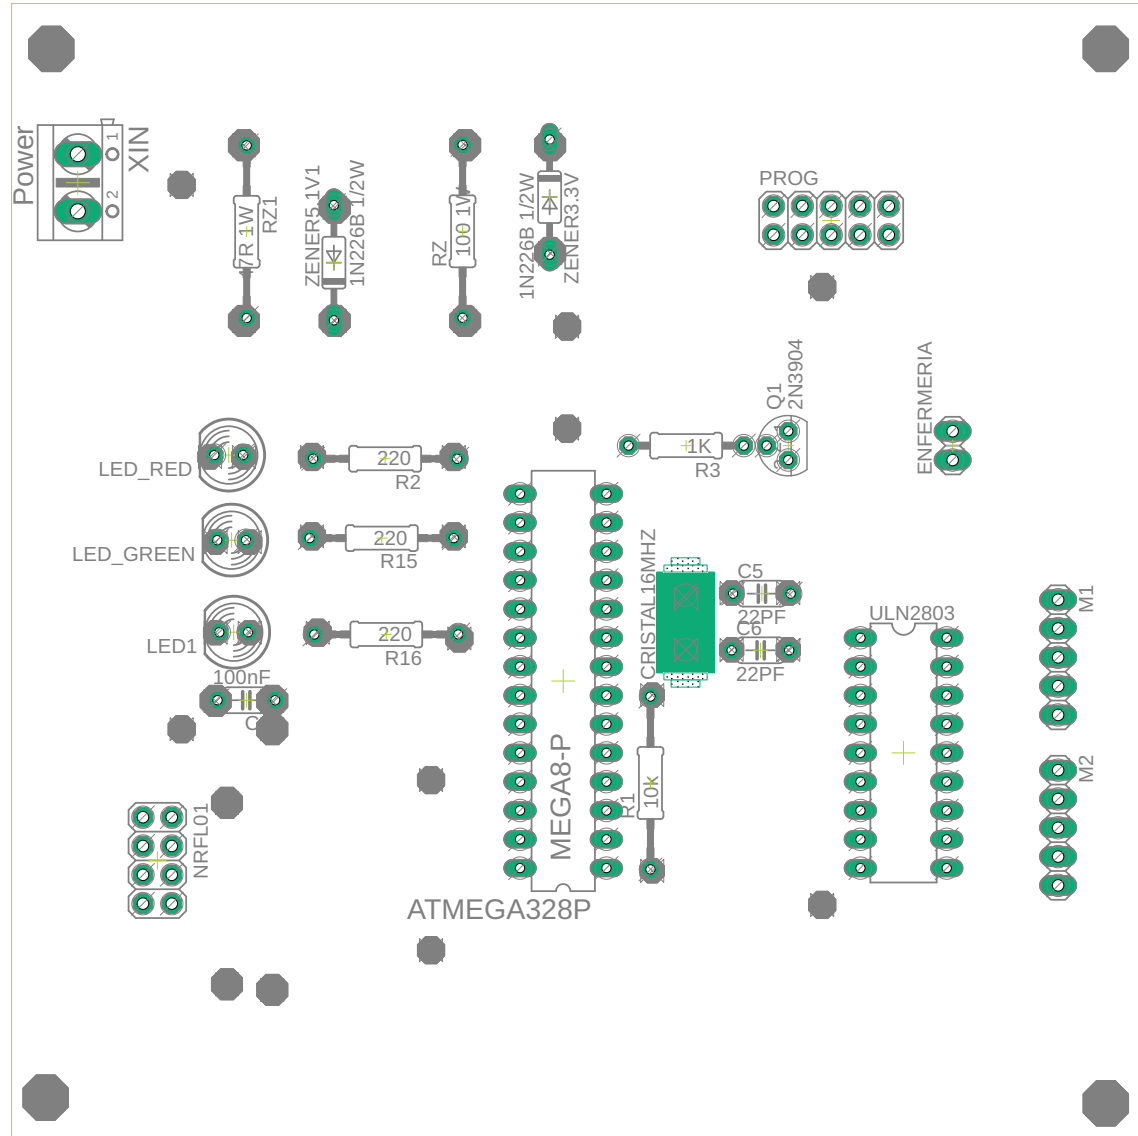 Power
XIN
1
2
RZ1
ZENER5.1V1
1N226B 1/2W
RZ
100 1W
1N226B 1/2W
ZENER3.3V
PROG
Q1
2N3904
ENFERMERIA
1K
R3
LED_RED
220
R2
LED_GREEN
220
R15
LED1
220
R16
100nF
CRISTAL16MHZ
C5
22PF
C6
22PF
ULN2803
M1
M2
R1
10K
MEGA8-P
ATMEGA328P
NRFL01